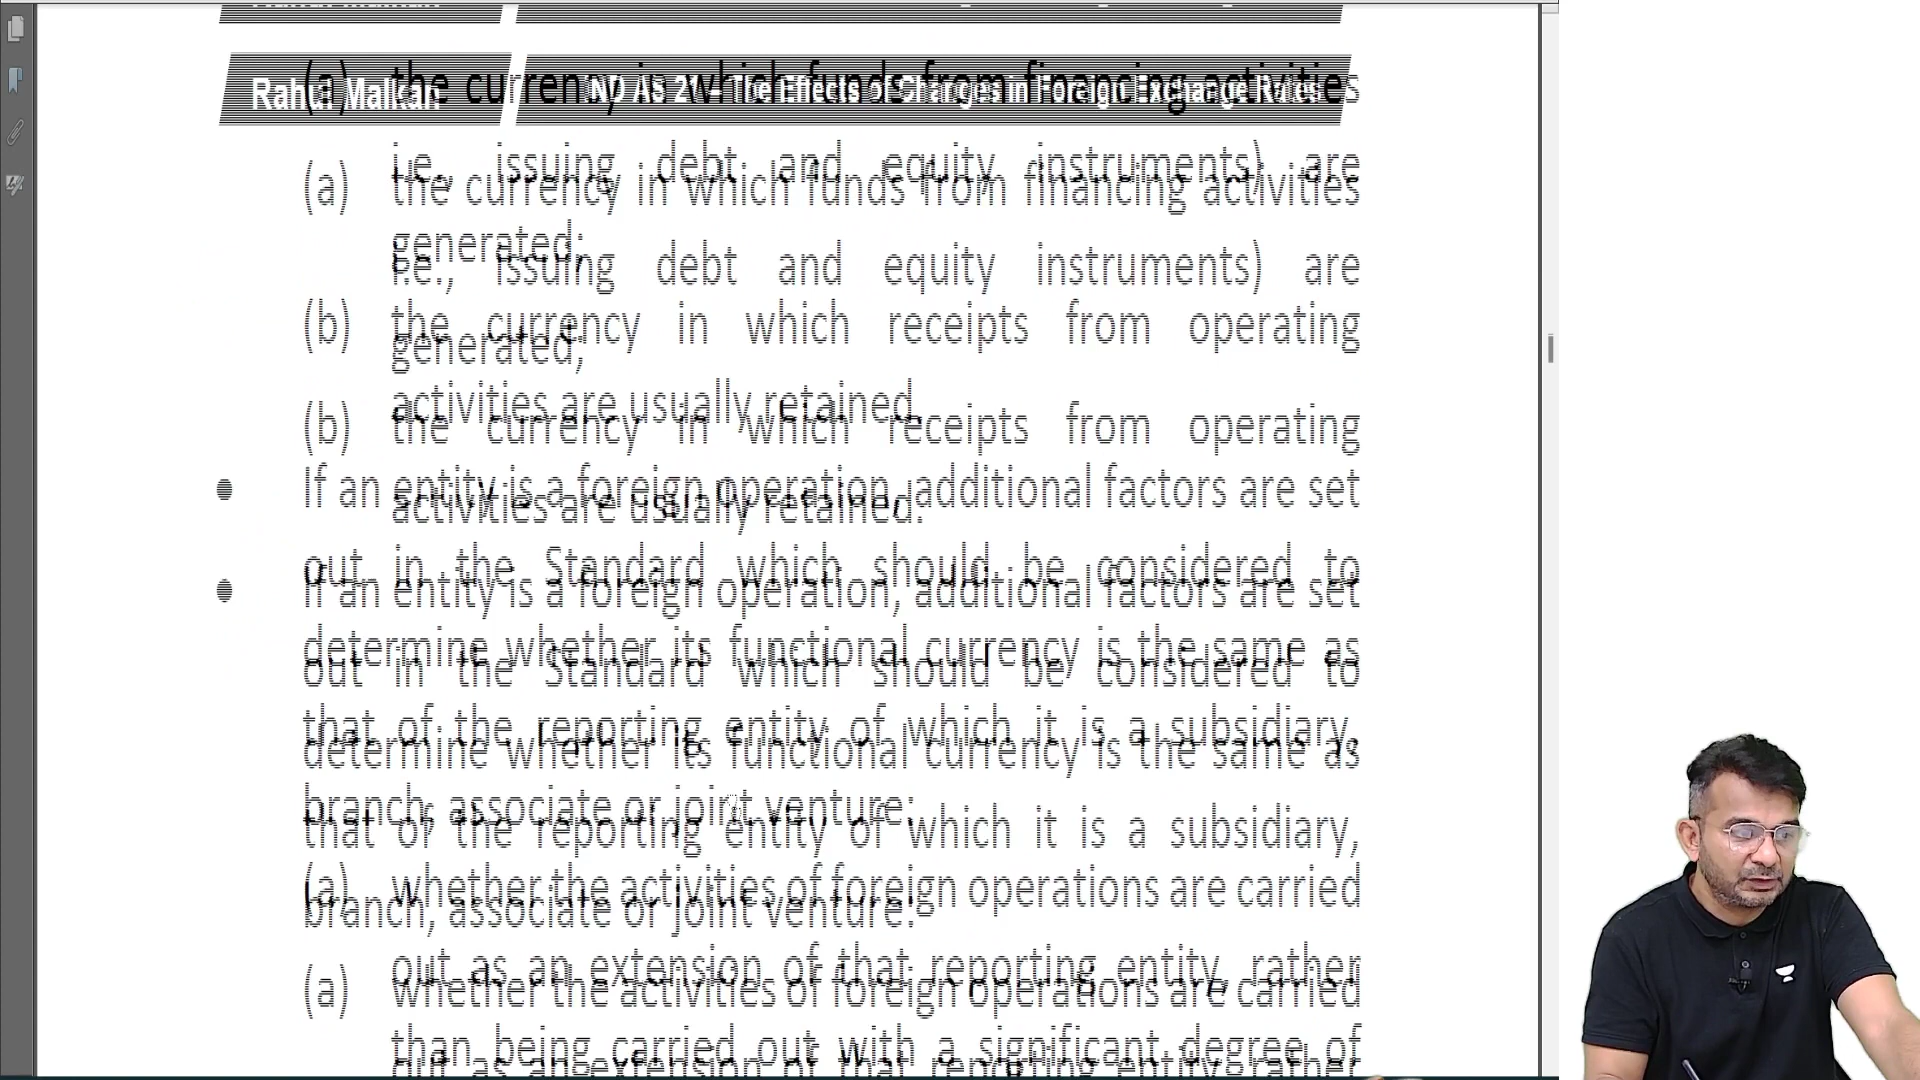 Rahul Malkan IND AS 21 - The Effects of Changes in Foreign Exchange Rates
(a) the currency in which funds from financing activities
i.e., issuing debt and equity instruments) are
generated;
(b) the currency in which receipts from operating
activities are usually retained.
● If an entity is a foreign operation, additional factors are set
out in the Standard which should be considered to
determine whether its functional currency is the same as
that of the reporting entity of which it is a subsidiary,
branch, associate or joint venture:
(a) whether the activities of foreign operations are carried
out as an extension of that reporting entity, rather
than being carried out with a significant degree of